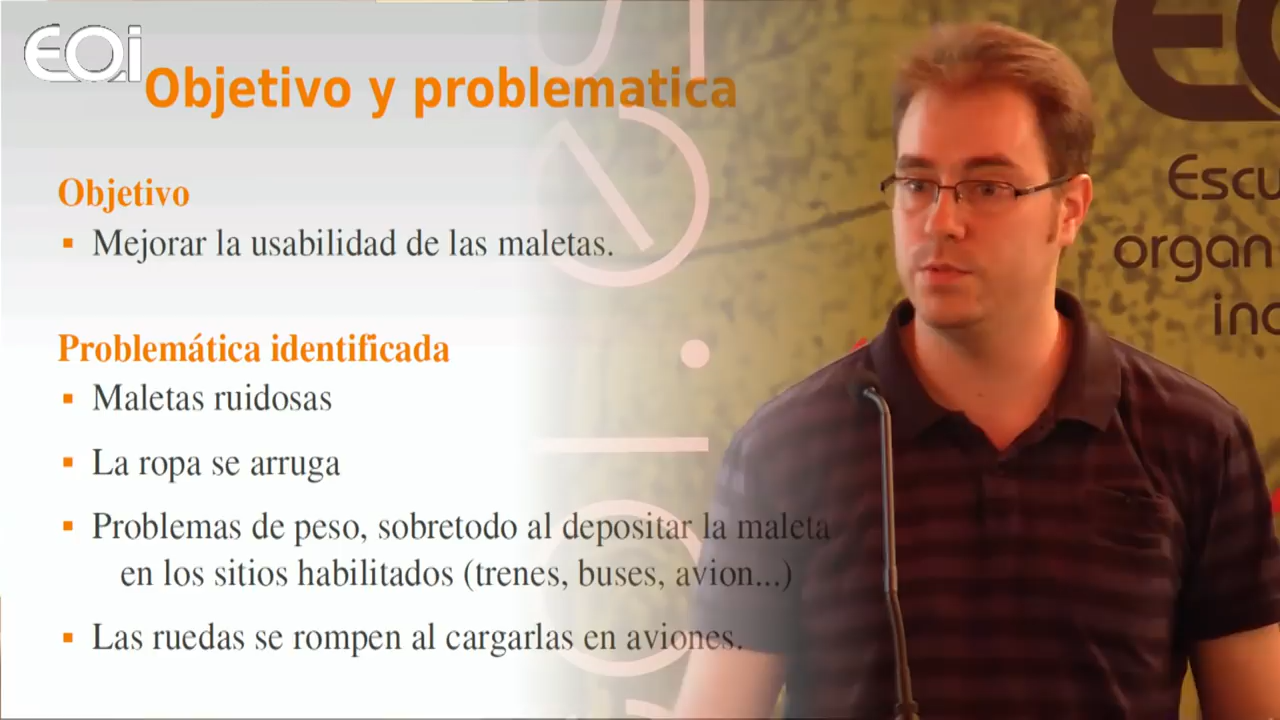 EOi
Objetivo y problematica
Objetivo
▪ Mejorar la usabilidad de las maletas.
Problemática identificada
▪ Maletas ruidosas
▪ La ropa se arruga
▪ Problemas de peso, sobretodo al depositar la maleta
en los sitios habilitados (trenes, buses, avion...)
▪ Las ruedas se rompen al cargarlas en aviones.
Escu
organ